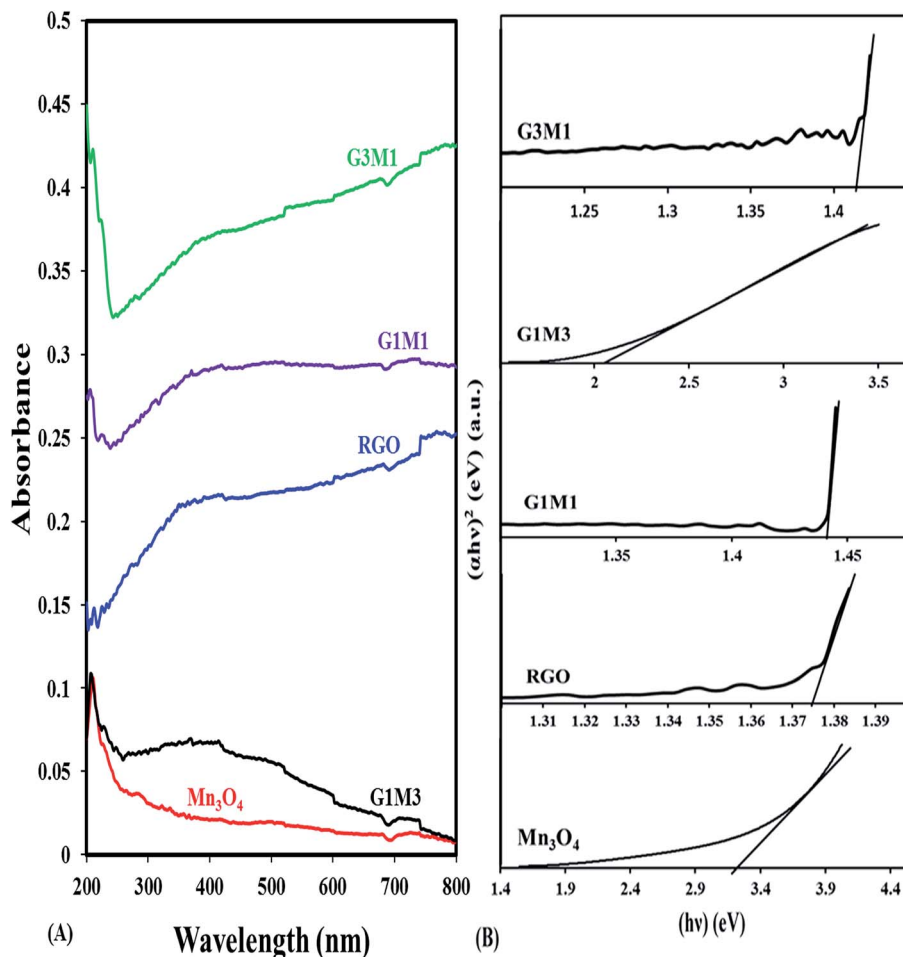 0.5
0.45
0.4
0.35
0.3
0.25
0.2
0.15
0.1
0.05
0
Absorbance
G3M1
G1M1
RGO
G1M3
Mn₃O₄
200 300 400 500 600 700 800
(A)
Wavelength (nm)
(αhν)² (eV) (a.u.)
G3M1
1.25 1.3 1.35 1.4
G1M3
2 2.5 3 3.5
G1M1
1.35 1.4 1.45
RGO
1.31 1.32 1.33 1.34 1.35 1.36 1.37 1.38 1.39
Mn₃O₄
1.4 1.9 2.4 2.9 3.4 3.9 4.4
(B)
(hν) (eV)